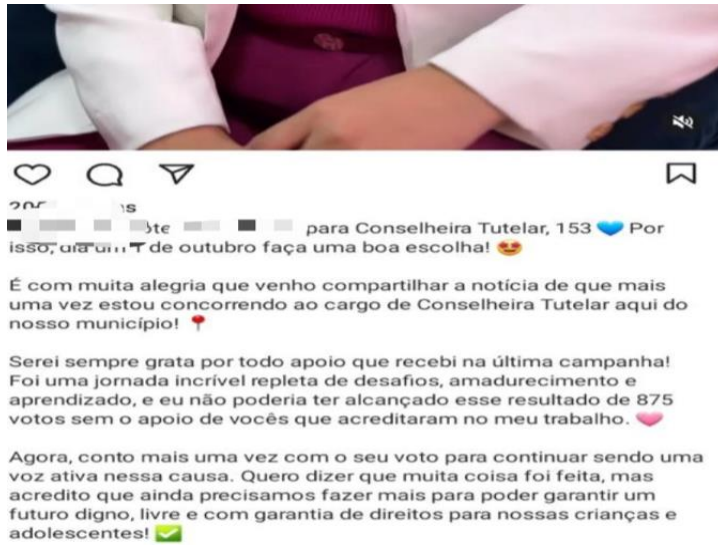 para Conselheira Tutelar, 153 💙 Por
isso, dia um 1 de outubro faça uma boa escolha! 😍
É com muita alegria que venho compartilhar a notícia de que mais
uma vez estou concorrendo ao cargo de Conselheira Tutelar aqui do
nosso município! 📍
Serei sempre grata por todo apoio que recebi na última campanha!
Foi uma jornada incrível repleta de desafios, amadurecimento e
aprendizado, e eu não poderia ter alcançado esse resultado de 875
votos sem o apoio de vocês que acreditaram no meu trabalho. 🩷
Agora, conto mais uma vez com o seu voto para continuar sendo uma
voz ativa nessa causa. Quero dizer que muita coisa foi feita, mas
acredito que ainda precisamos fazer mais para poder garantir um
futuro digno, livre e com garantia de direitos para nossas crianças e
adolescentes! ✅